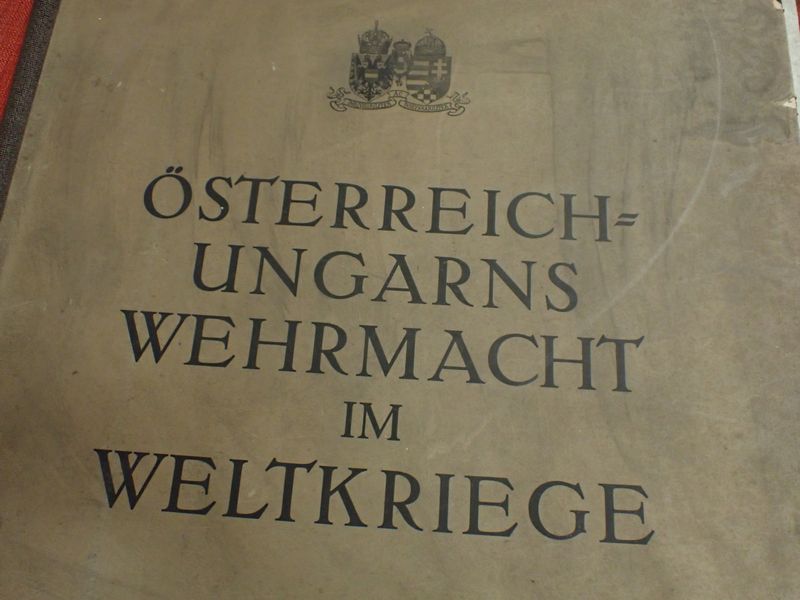 ÖSTERREICH=
UNGARNS
WEHRMACHT
IM
WELTKRIEGE